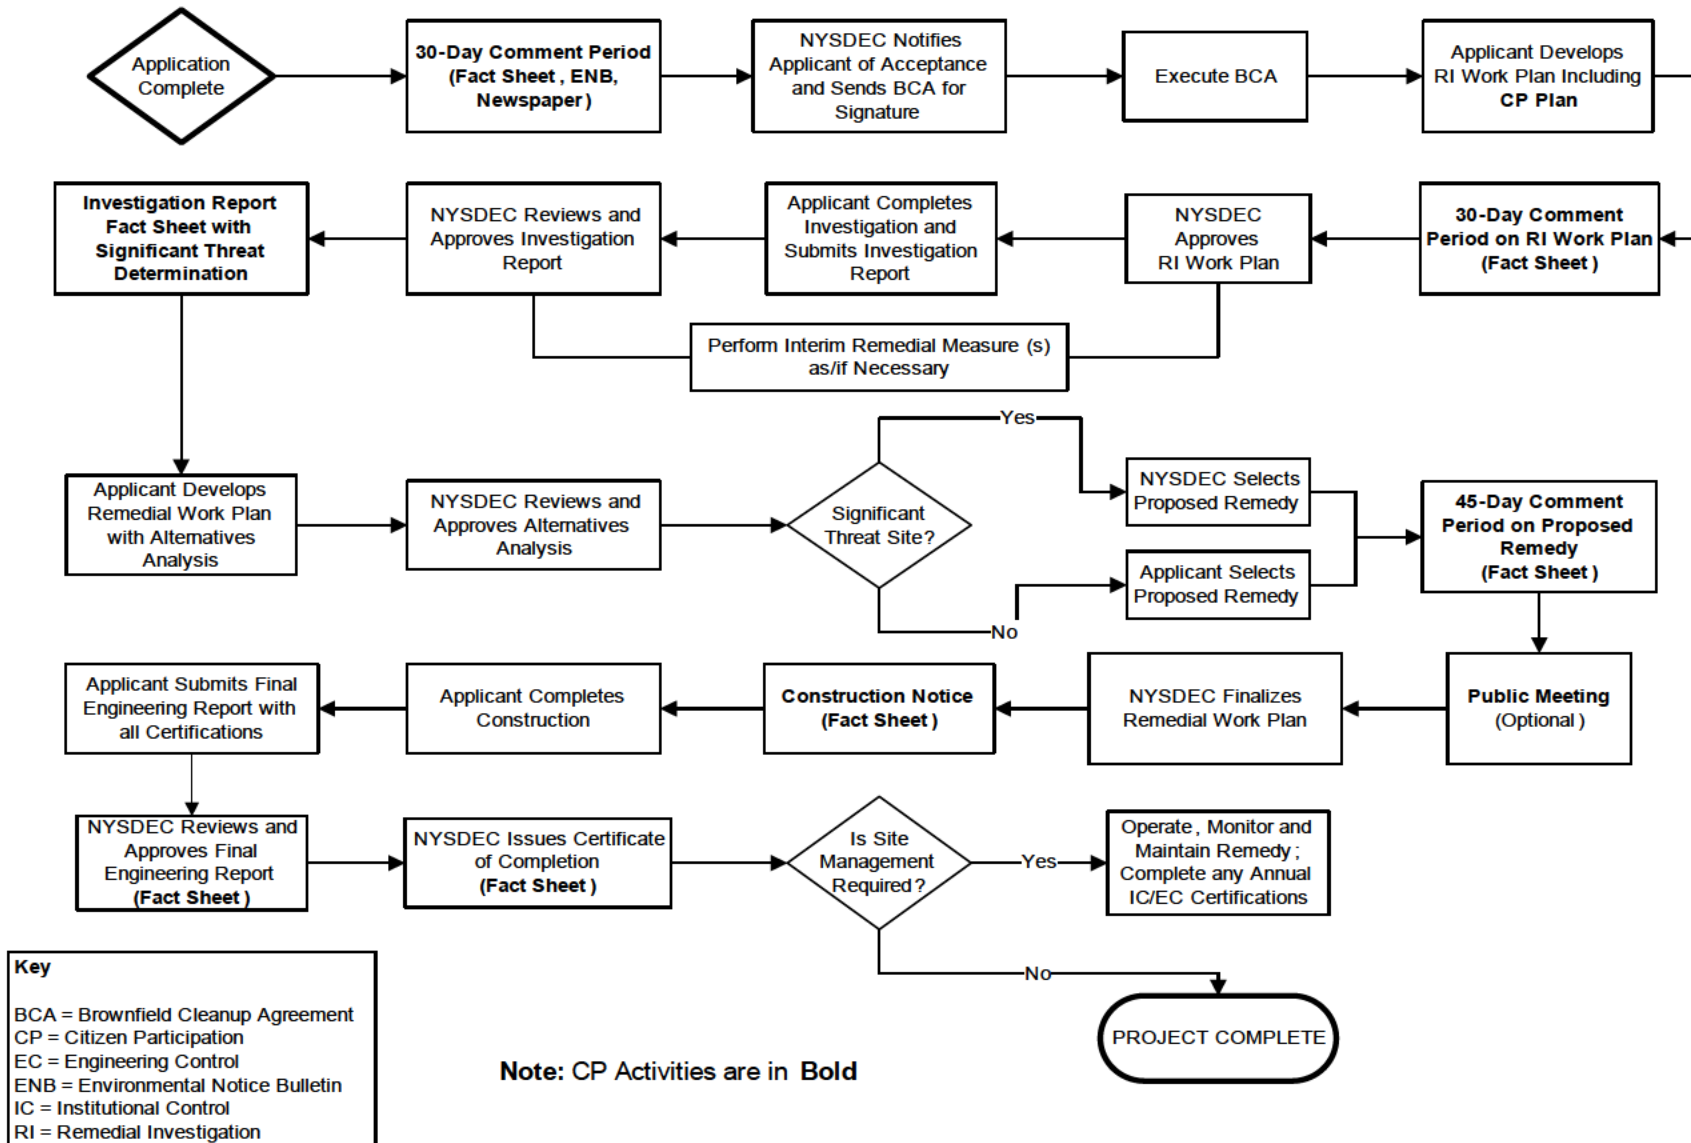 Application
Complete
30-Day Comment Period
(Fact Sheet, ENB,
Newspaper)
NYSDEC Notifies
Applicant of Acceptance
and Sends BCA for
Signature
Execute BCA
Applicant Develops
RI Work Plan Including
CP Plan
Investigation Report
Fact Sheet with
Significant Threat
Determination
NYSDEC Reviews and
Approves Investigation
Report
Applicant Completes
Investigation and
Submits Investigation
Report
NYSDEC
Approves
RI Work Plan
30-Day Comment
Period on RI Work Plan
(Fact Sheet)
Perform Interim Remedial Measure (s)
as/if Necessary
Applicant Develops
Remedial Work Plan
with Alternatives
Analysis
NYSDEC Reviews and
Approves Alternatives
Analysis
Significant
Threat Site?
Yes
No
NYSDEC Selects
Proposed Remedy
Applicant Selects
Proposed Remedy
45-Day Comment
Period on Proposed
Remedy
(Fact Sheet)
Applicant Submits Final
Engineering Report with
all Certifications
Applicant Completes
Construction
Construction Notice
(Fact Sheet)
NYSDEC Finalizes
Remedial Work Plan
Public Meeting
(Optional)
NYSDEC Reviews and
Approves Final
Engineering Report
(Fact Sheet)
NYSDEC Issues Certificate
of Completion
(Fact Sheet)
Is Site
Management
Required?
Yes
No
Operate, Monitor and
Maintain Remedy;
Complete any Annual
IC/EC Certifications
PROJECT COMPLETE
Key
BCA = Brownfield Cleanup Agreement
CP = Citizen Participation
EC = Engineering Control
ENB = Environmental Notice Bulletin
IC = Institutional Control
RI = Remedial Investigation
Note: CP Activities are in Bold